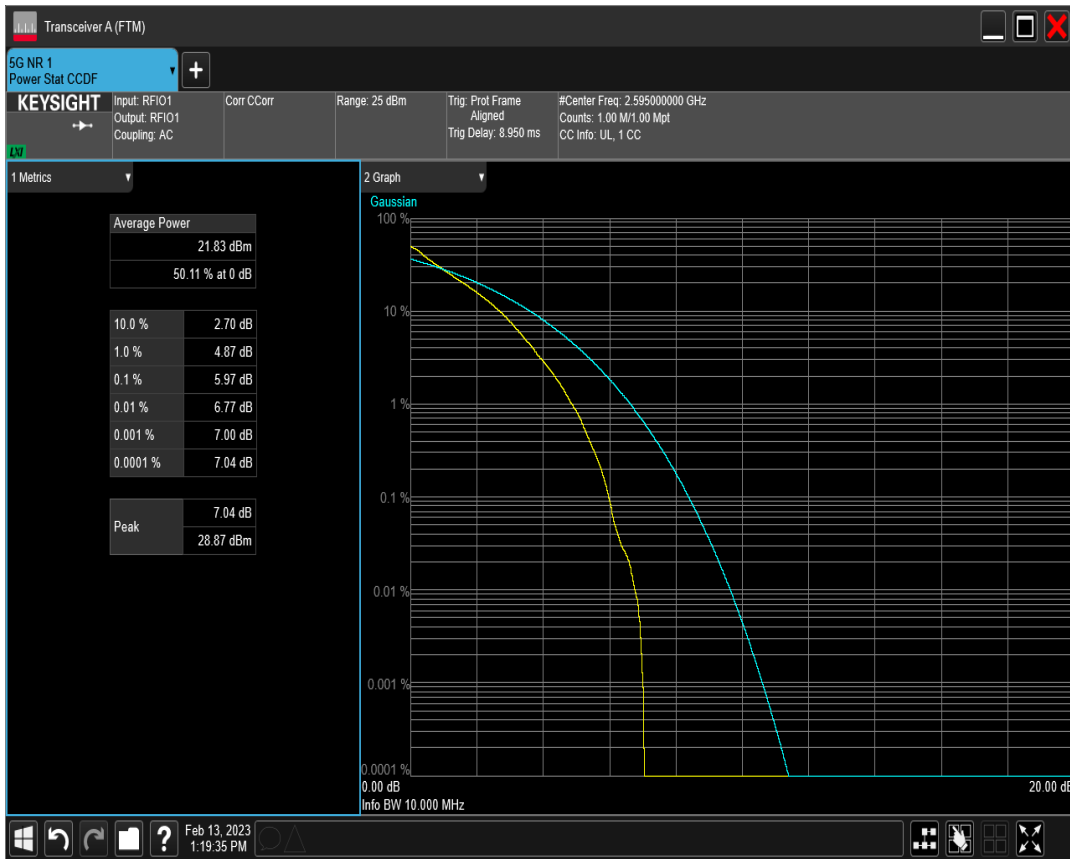 Transceiver A (FTM)
5G NR 1
Power Stat CCDF
+
KEYSIGHT
LXI
Input: RFIO1
Output: RFIO1
Coupling: AC
Corr CCorr
Range: 25 dBm
Trig: Prot Frame
Aligned
Trig Delay: 8.950 ms
#Center Freq: 2.595000000 GHz
Counts: 1.00 M/1.00 Mpt
CC Info: UL, 1 CC
1 Metrics
Average Power
21.83 dBm
50.11 % at 0 dB
10.0 % 2.70 dB
1.0 % 4.87 dB
0.1 % 5.97 dB
0.01 % 6.77 dB
0.001 % 7.00 dB
0.0001 % 7.04 dB
Peak 7.04 dB
28.87 dBm
2 Graph
Gaussian
100 %
10 %
1 %
0.1 %
0.01 %
0.001 %
0.0001 %
0.00 dB
20.00 dB
Info BW 10.000 MHz
?
Feb 13, 2023
1:19:35 PM